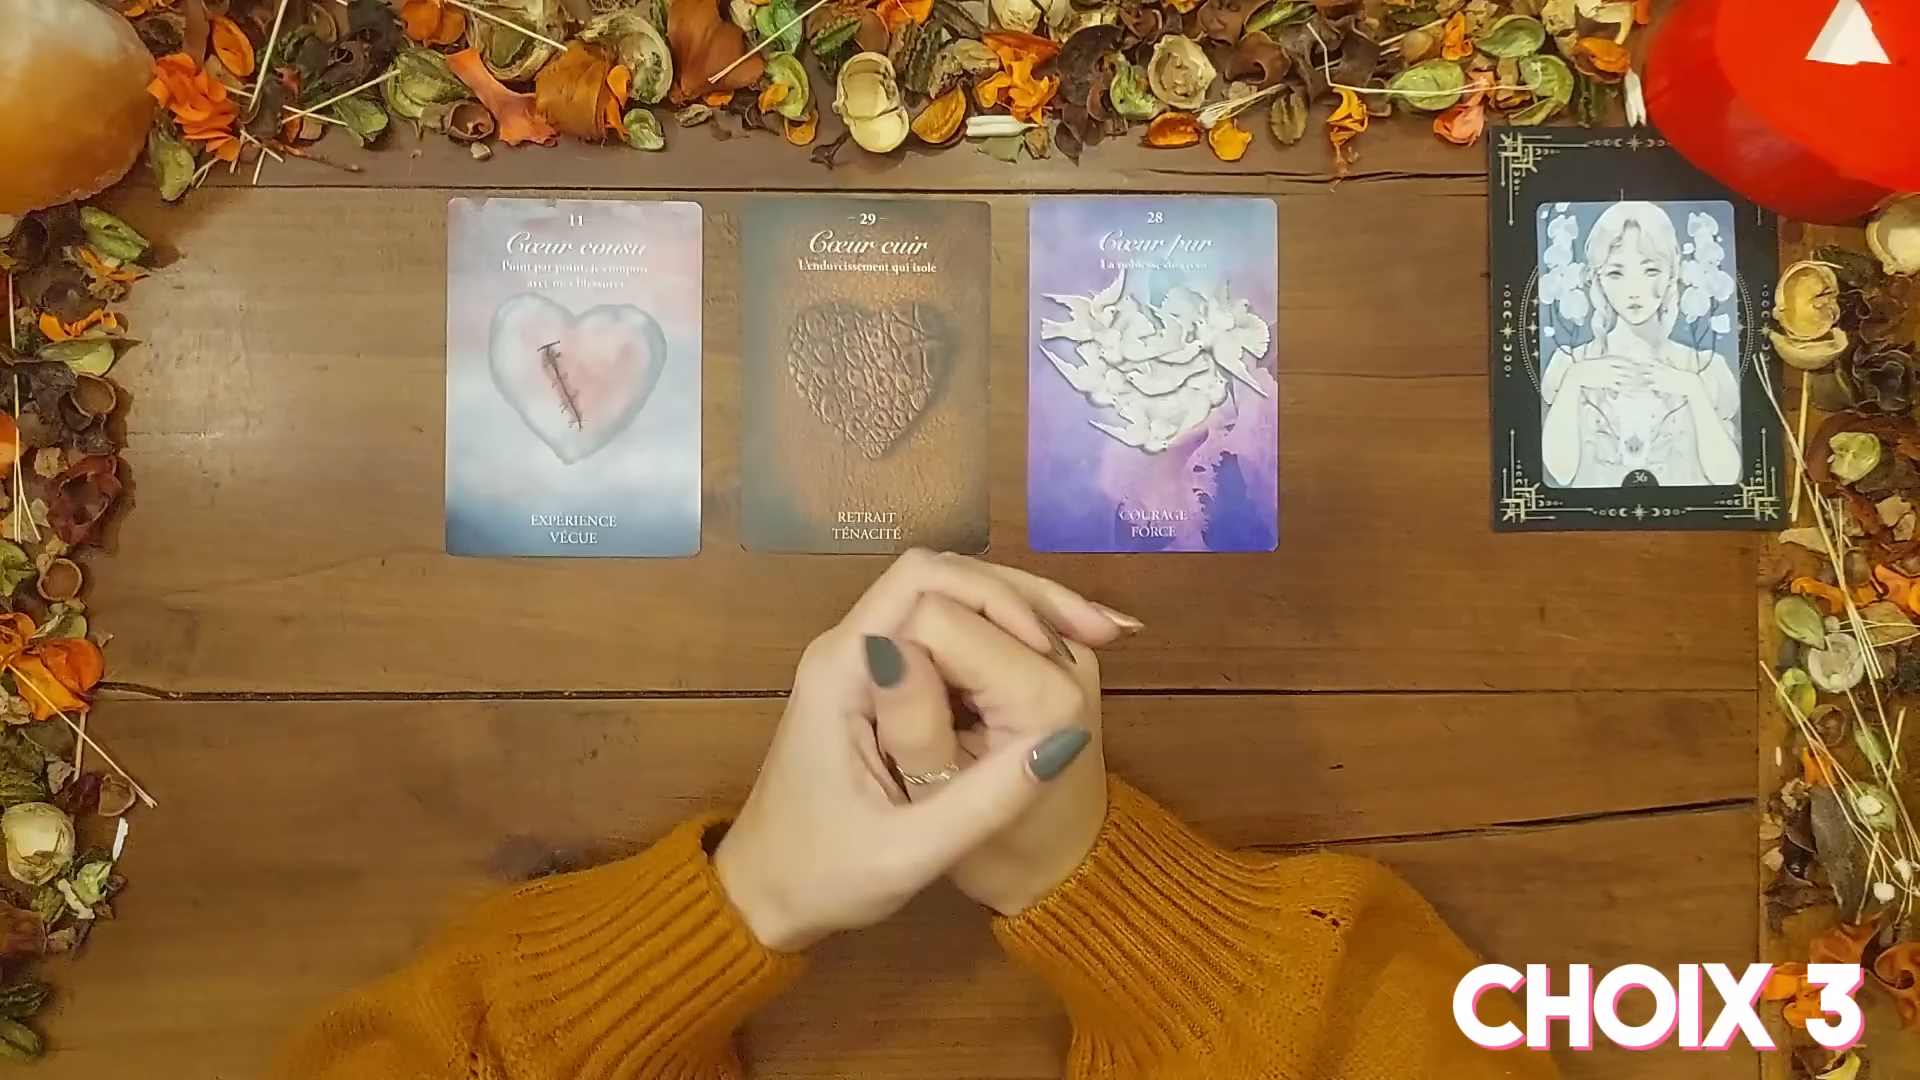 11
Cœur cousu
Point par point, je compose
avec mes blessures
EXPÉRIENCE
VÉCUE
- 29 -
Cœur cuir
L'endurcissement qui isole
RETRAIT
TÉNACITÉ
28
Cœur pur
La noblesse du cœur
COURAGE
FORCE
36
CHOIX 3